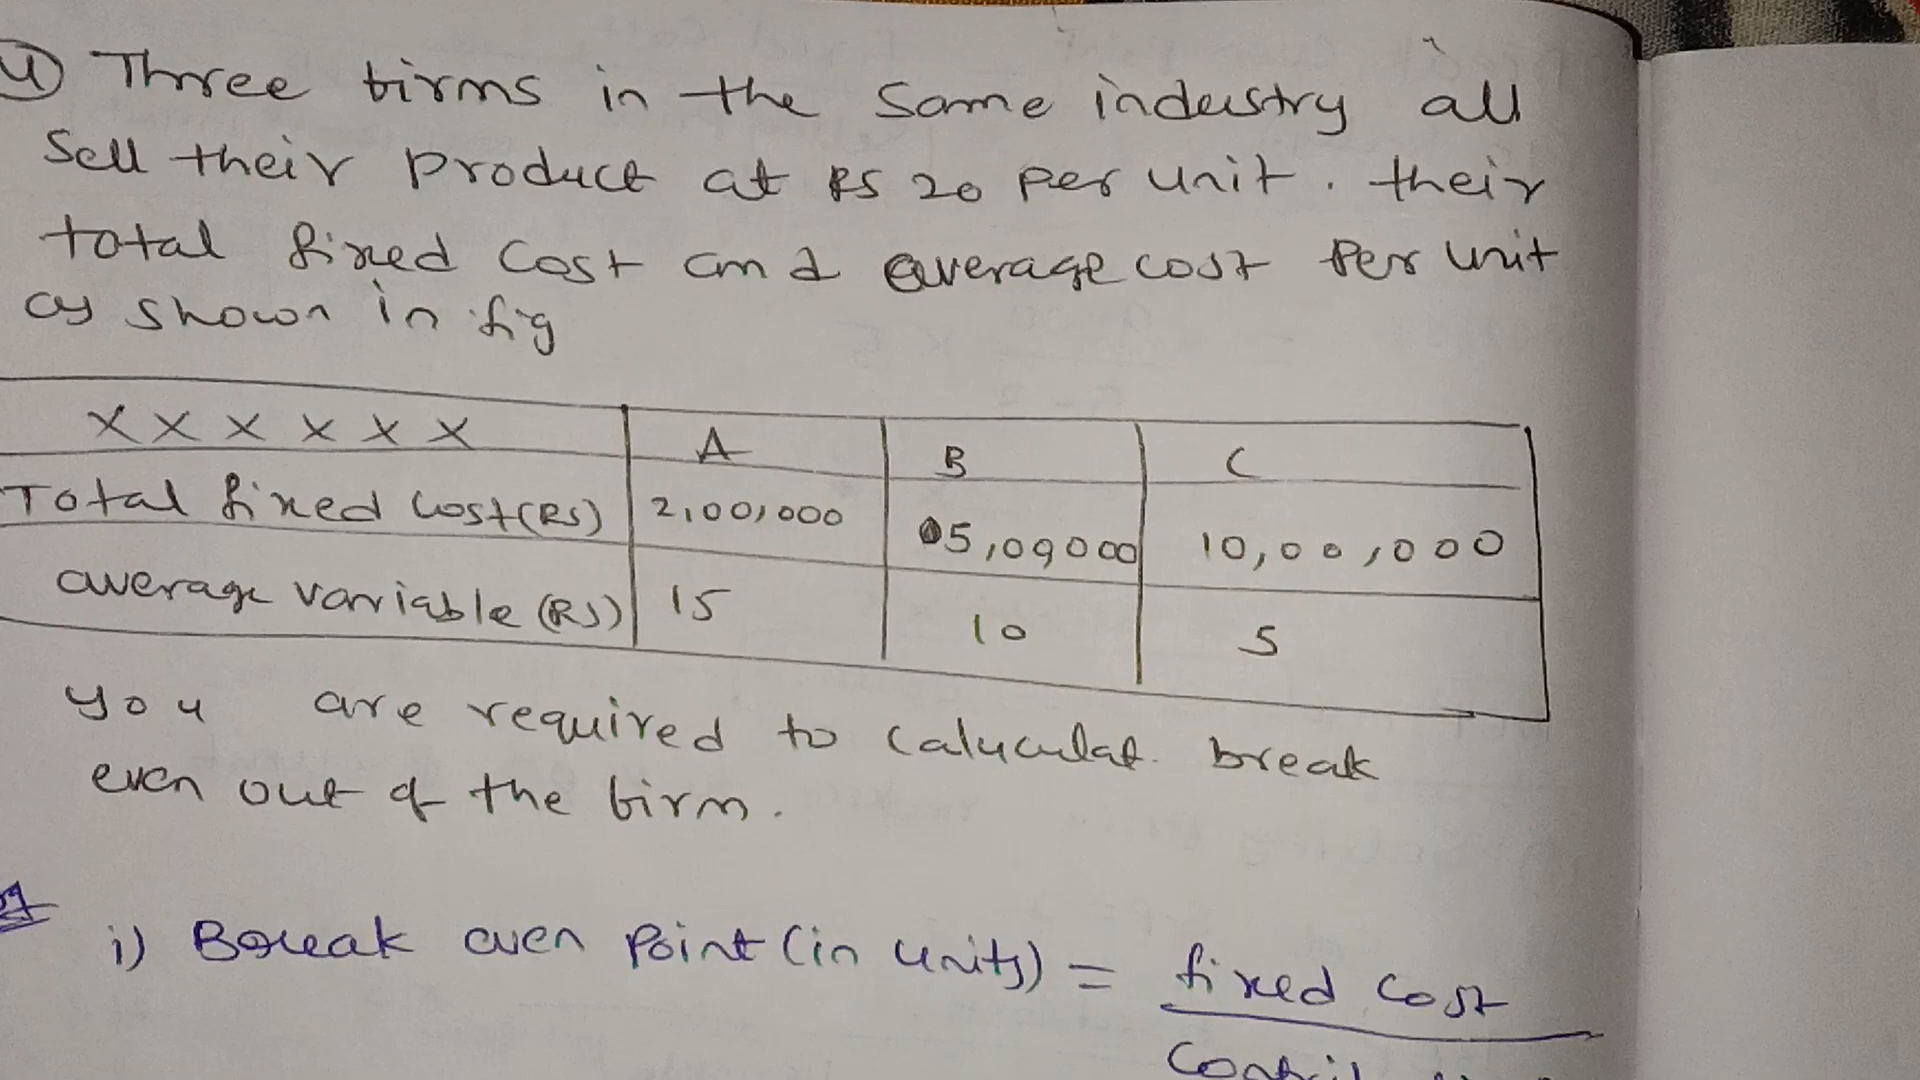 4) Three firms in the same industry all
Sell their product at RS 20 per unit. their
total fixed cost and average cost per unit
as shown in fig
X X X X X X A B C
Total fixed cost(RS) 2,00,000 05,00000 10,00,000
average variable (RS) 15 10 5
you are required to caluculat. break
even out of the firm.
i) Break even point (in units) = fixed cost